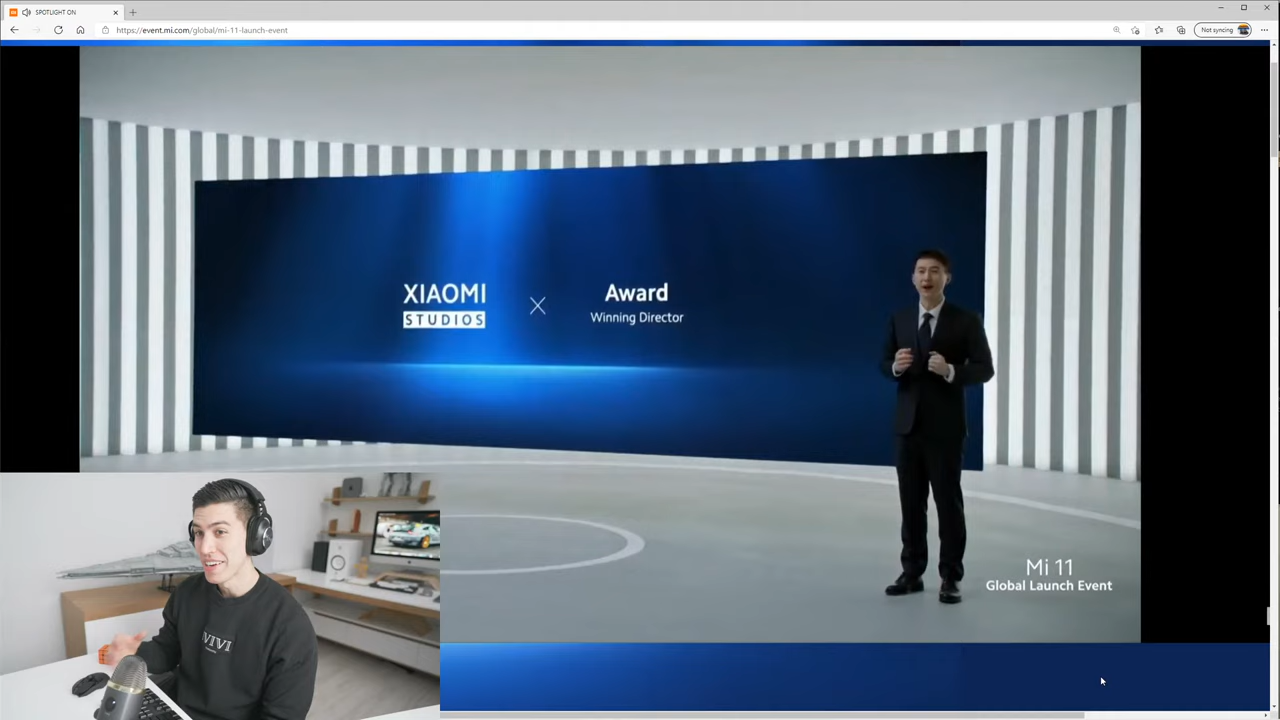 SPOTLIGHT ON
https://event.mi.com/global/mi-11-launch-event
Not syncing
XIAOMI
STUDIOS
Award
Winning Director
Mi 11
Global Launch Event